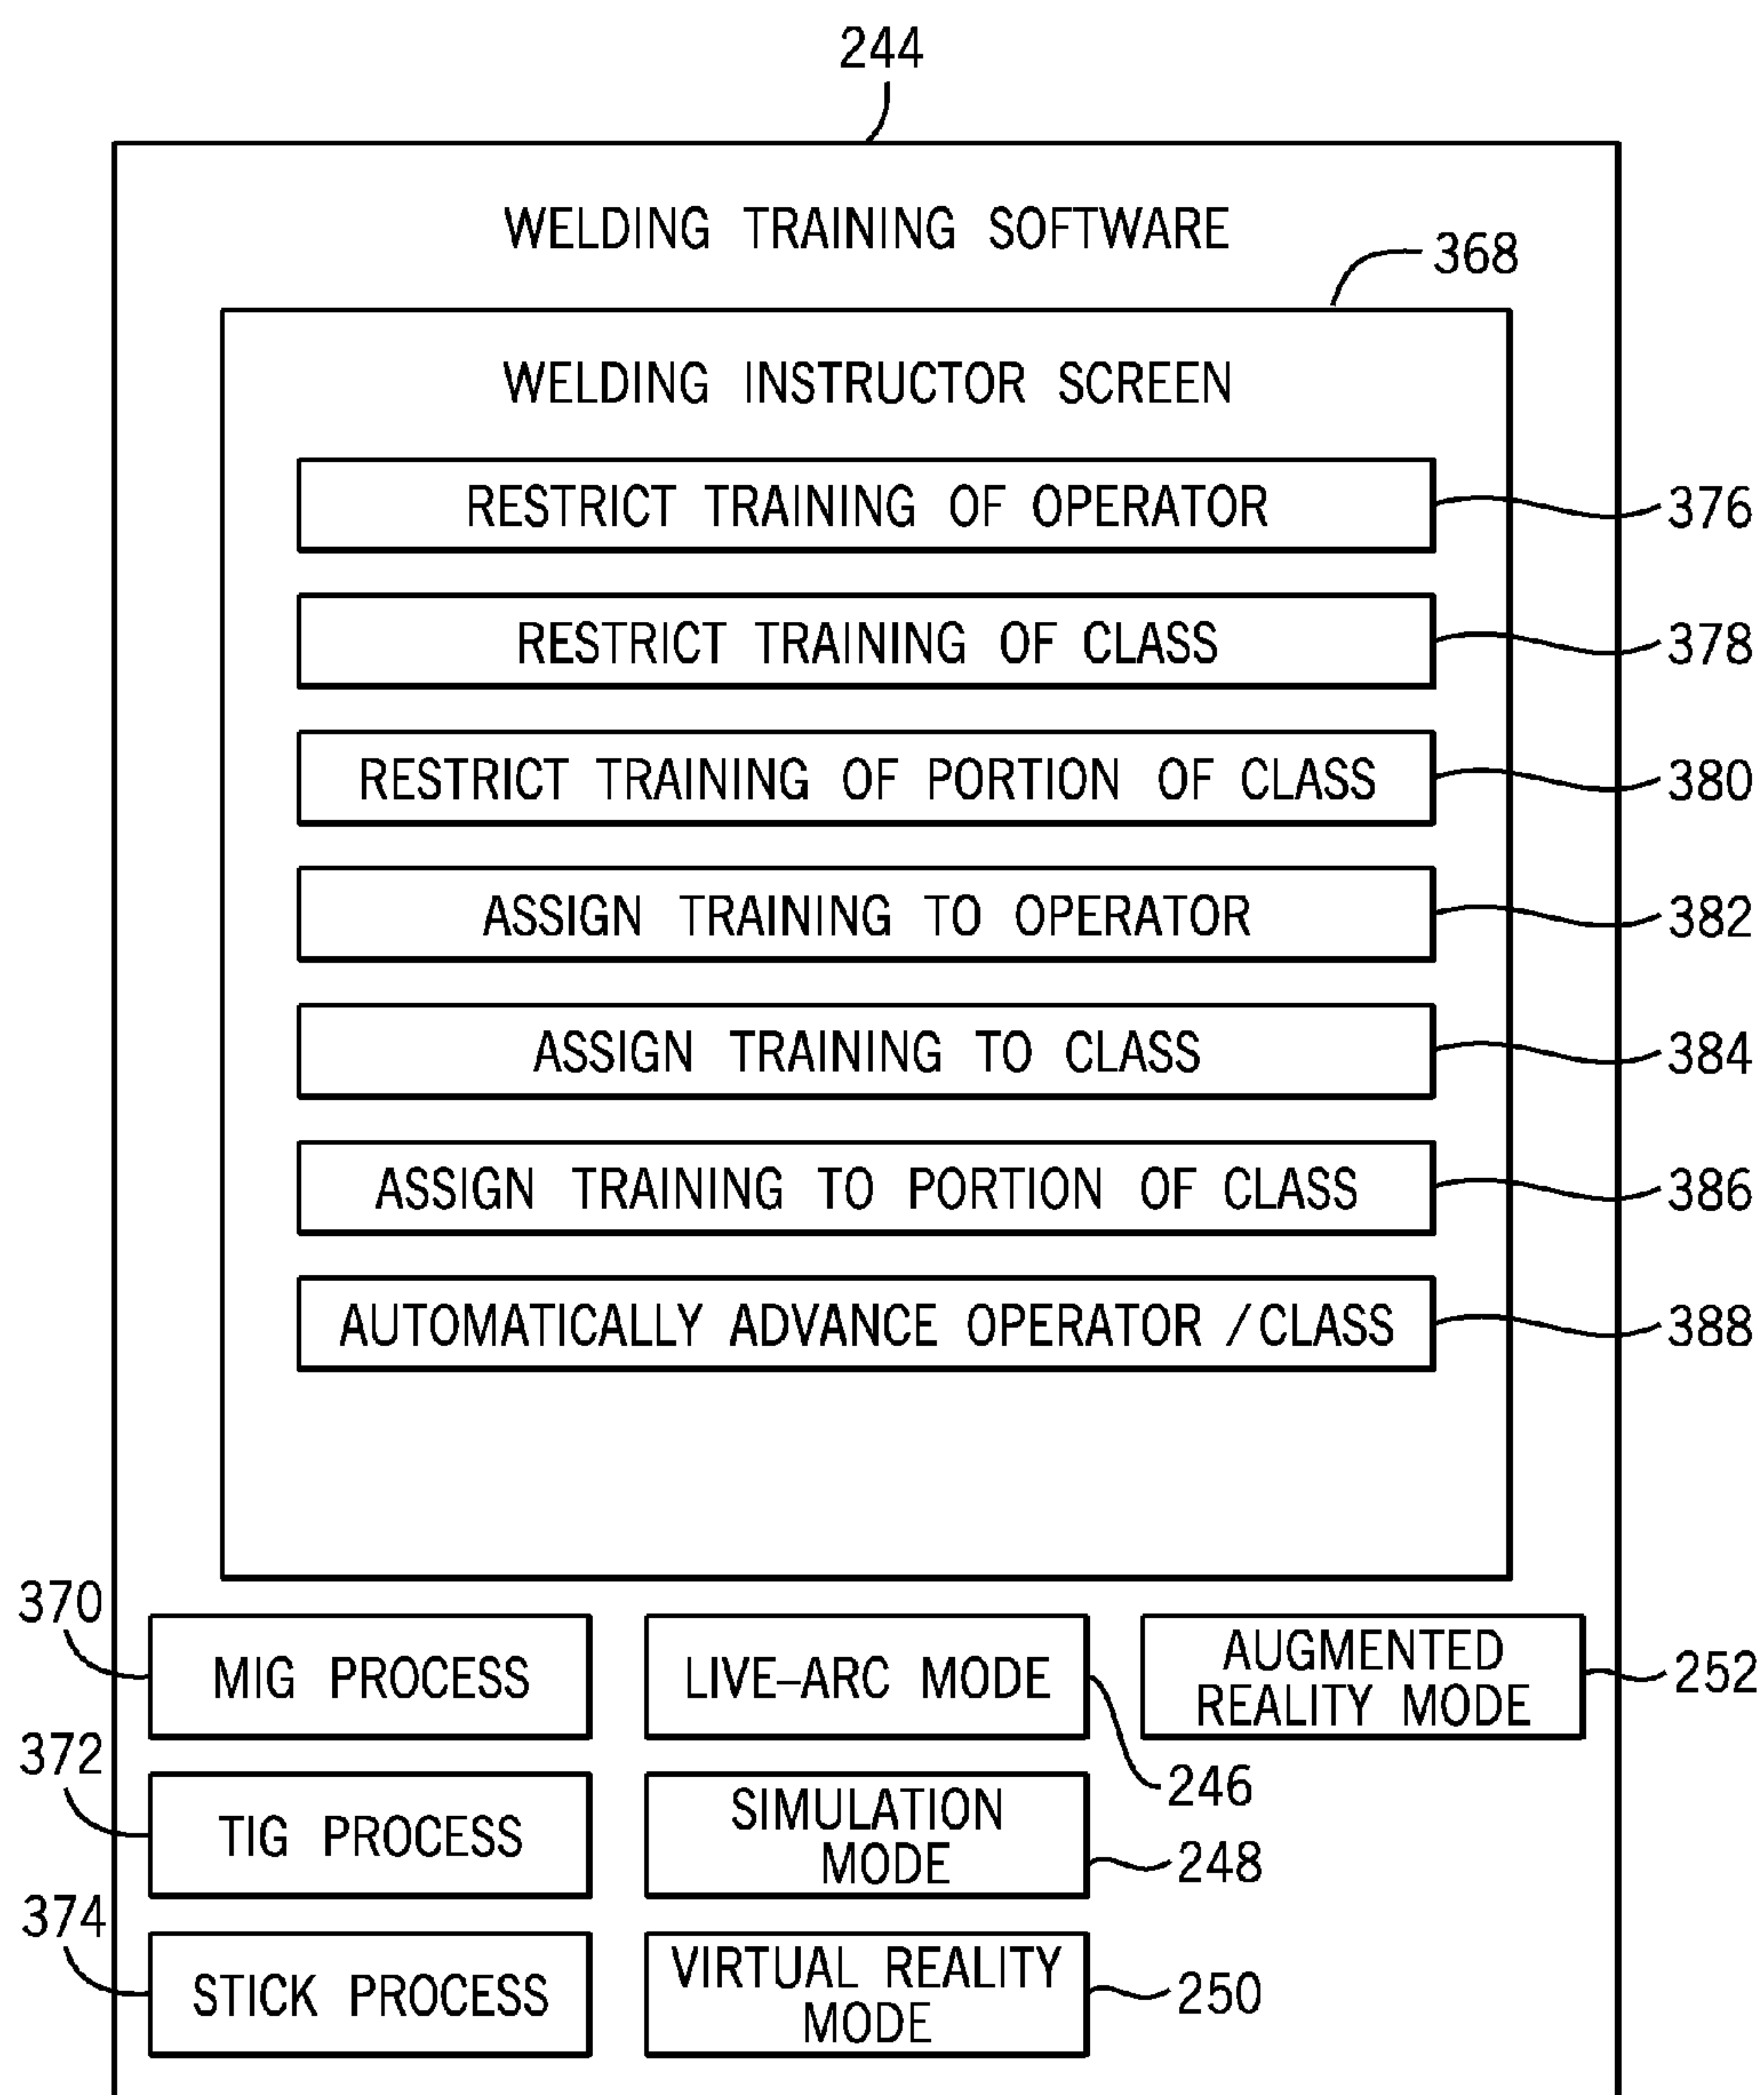 244
WELDING TRAINING SOFTWARE
368
WELDING INSTRUCTOR SCREEN
RESTRICT TRAINING OF OPERATOR
376
RESTRICT TRAINING OF CLASS
378
RESTRICT TRAINING OF PORTION OF CLASS
380
ASSIGN TRAINING TO OPERATOR
382
ASSIGN TRAINING TO CLASS
384
ASSIGN TRAINING TO PORTION OF CLASS
386
AUTOMATICALLY ADVANCE OPERATOR /CLASS
388
370
MIG PROCESS
LIVE–ARC MODE
246
AUGMENTED
REALITY MODE
252
372
TIG PROCESS
SIMULATION
MODE
248
374
STICK PROCESS
VIRTUAL REALITY
MODE
250